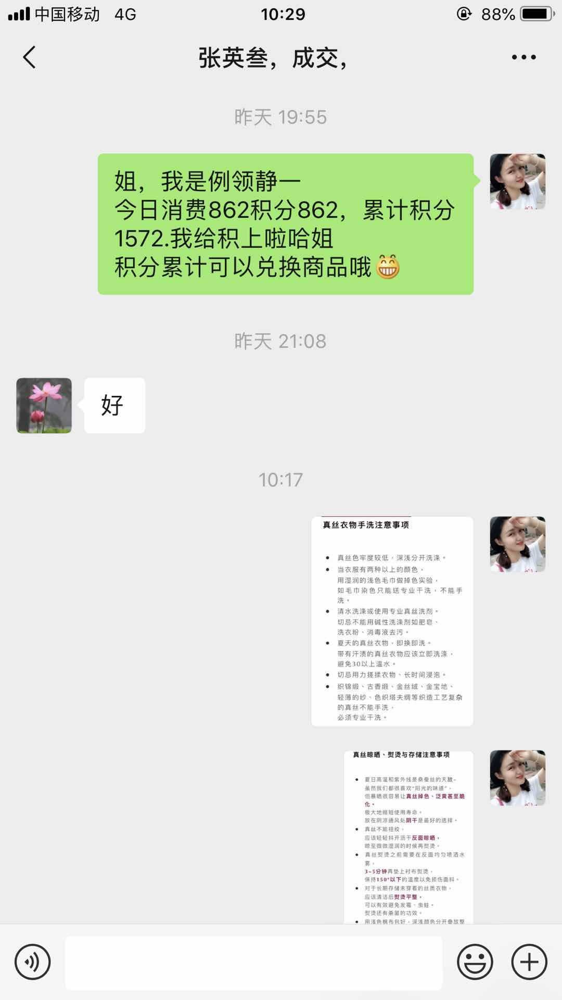 中国移动 4G 10:29 88%
张英叁，成交，
昨天 19:55
姐，我是例领静一
今日消费862积分862，累计积分
1572.我给积上啦哈姐
积分累计可以兑换商品哦😁
昨天 21:08
好
10:17
真丝衣物手洗注意事项
真丝色牢度较低，深浅分开洗涤。
当衣服有两种以上的颜色，
用湿润的浅色毛巾做掉色实验，
如毛巾染色只能送专业干洗，不能手
洗。
清水洗涤或使用专业真丝洗剂。
切忌不能用碱性洗涤剂如肥皂、
洗衣粉、消毒液去污。
夏天的真丝衣物，即换即洗。
带有汗渍的真丝衣物应该立即洗涤，
避免30以上温水。
切忌用力搓揉衣物、长时间浸泡。
织锦缎、古香缎、金丝绒、金宝地、
轻薄的纱、色织塔夫绸等织造工艺复杂
的真丝不能手洗，
必须专业干洗。
真丝晾晒、熨烫与存储注意事项
夏日高温和紫外线是桑蚕丝的天敌~
虽然我们都很喜欢“阳光的味道”，
但暴晒很容易让真丝掉色、泛黄甚至脆
化。
极大地缩短使用寿命。
放在阴凉通风处阴干是最好的选择。
真丝不能扭绞，
应该轻轻抖开沥干反面晾晒，
晾至微微湿润的时候再熨烫。
真丝熨烫之前需要在反面均匀喷洒水
雾，
3~5分钟再垫上衬布熨烫，
保持150°以下的温度以免损伤面料。
对于长期存储未穿着的丝质衣物，
应该清洁后熨烫平整，
可以有效避免发霉、虫蛀。
熨烫还有杀菌的功效。
用浅色棉布包好，深浅颜色分开叠放整